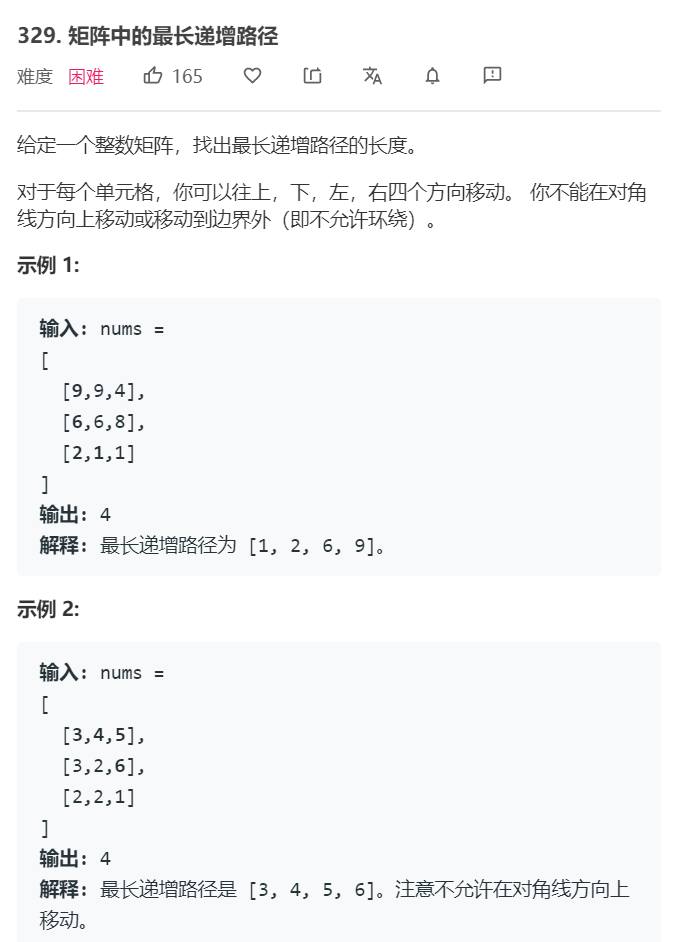 329. 矩阵中的最长递增路径
难度 困难 165
给定一个整数矩阵，找出最长递增路径的长度。
对于每个单元格，你可以往上，下，左，右四个方向移动。 你不能在对角
线方向上移动或移动到边界外（即不允许环绕）。
示例 1:
输入: nums =
[
[9,9,4],
[6,6,8],
[2,1,1]
]
输出: 4
解释: 最长递增路径为 [1, 2, 6, 9]。
示例 2:
输入: nums =
[
[3,4,5],
[3,2,6],
[2,2,1]
]
输出: 4
解释: 最长递增路径是 [3, 4, 5, 6]。注意不允许在对角线方向上
移动。